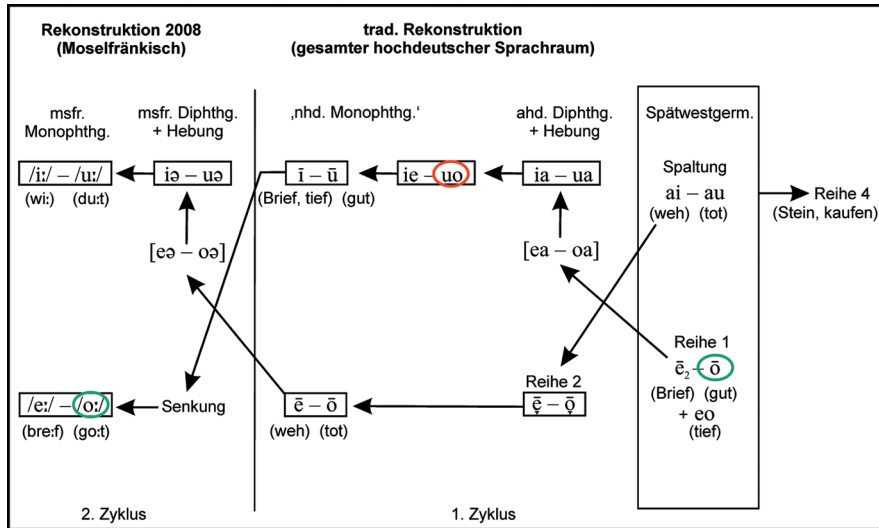 Rekonstruktion 2008
(Moselfränkisch)
trad. Rekonstruktion
(gesamter hochdeutscher Sprachraum)
msfr.
Monophthg.
msfr. Diphthg.
+ Hebung
‚nhd. Monophthg.‘
ahd. Diphthg.
+ Hebung
Spätwestgerm.
/iː/ – /uː/
(wiː) (duːt)
iə – uə
ī – ū
(Brief, tief) (gut)
ie – uo
ia – ua
Spaltung
ai – au
(weh) (tot)
Reihe 4
(Stein, kaufen)
[eə – oə]
[ea – oa]
Reihe 1
ē₂ – ō
(Brief) (gut)
+ eo
(tief)
/eː/ – /oː/
(breːf) (goːt)
Senkung
ē – ō
(weh) (tot)
Reihe 2
ę̄ – ǭ
2. Zyklus
1. Zyklus